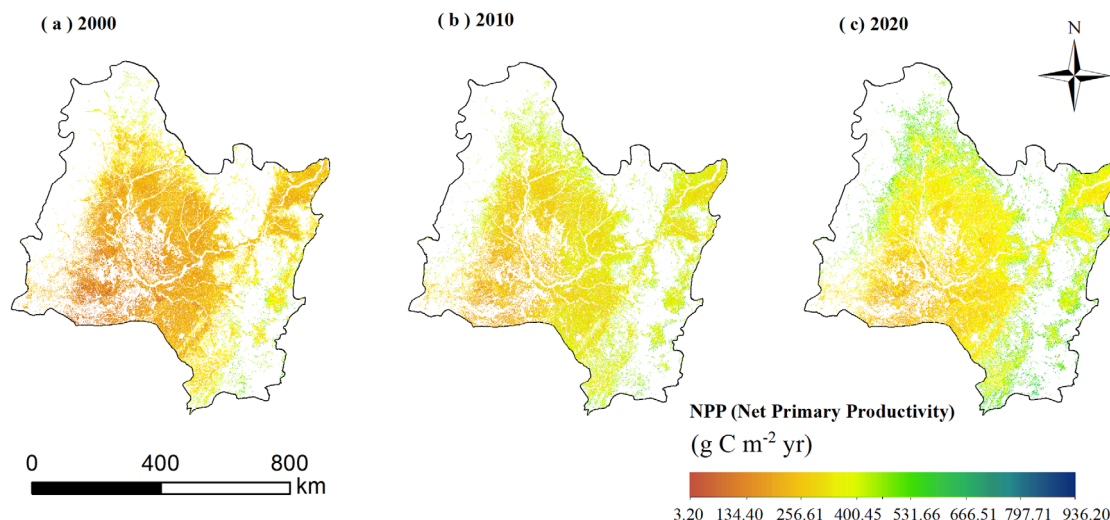 ( a ) 2000
( b ) 2010
( c ) 2020
N
NPP (Net Primary Productivity)
(g C m⁻² yr)
0 400 800
km
3.20 134.40 256.61 400.45 531.66 666.51 797.71 936.20